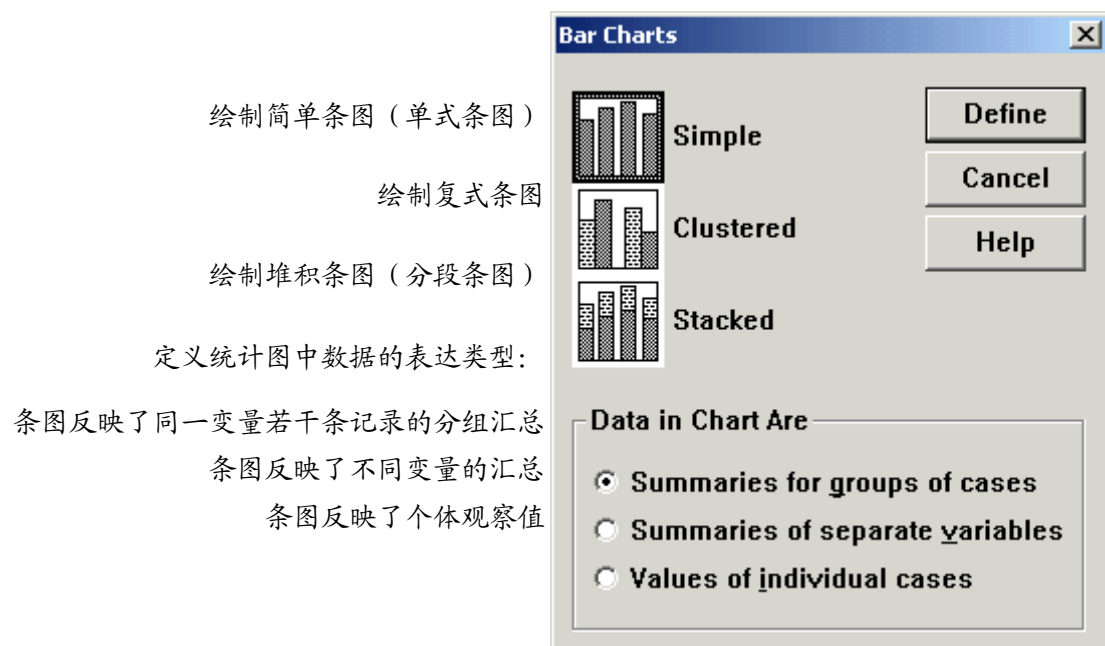 Bar Charts
绘制简单条图（单式条图）
Simple
Define
Cancel
绘制复式条图
Clustered
Help
绘制堆积条图（分段条图）
Stacked
定义统计图中数据的表达类型：
条图反映了同一变量若干条记录的分组汇总
Data in Chart Are
条图反映了不同变量的汇总
Summaries for groups of cases
条图反映了个体观察值
Summaries of separate variables
Values of individual cases